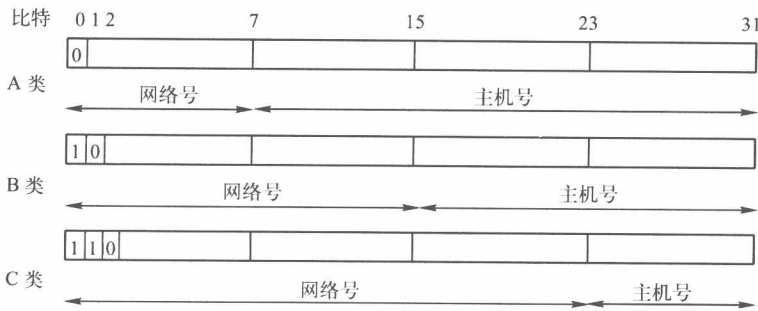 比特 0 1 2 7 15 23 31
0
A 类
网络号 主机号
1 0
B 类
网络号 主机号
1 1 0
C 类
网络号 主机号